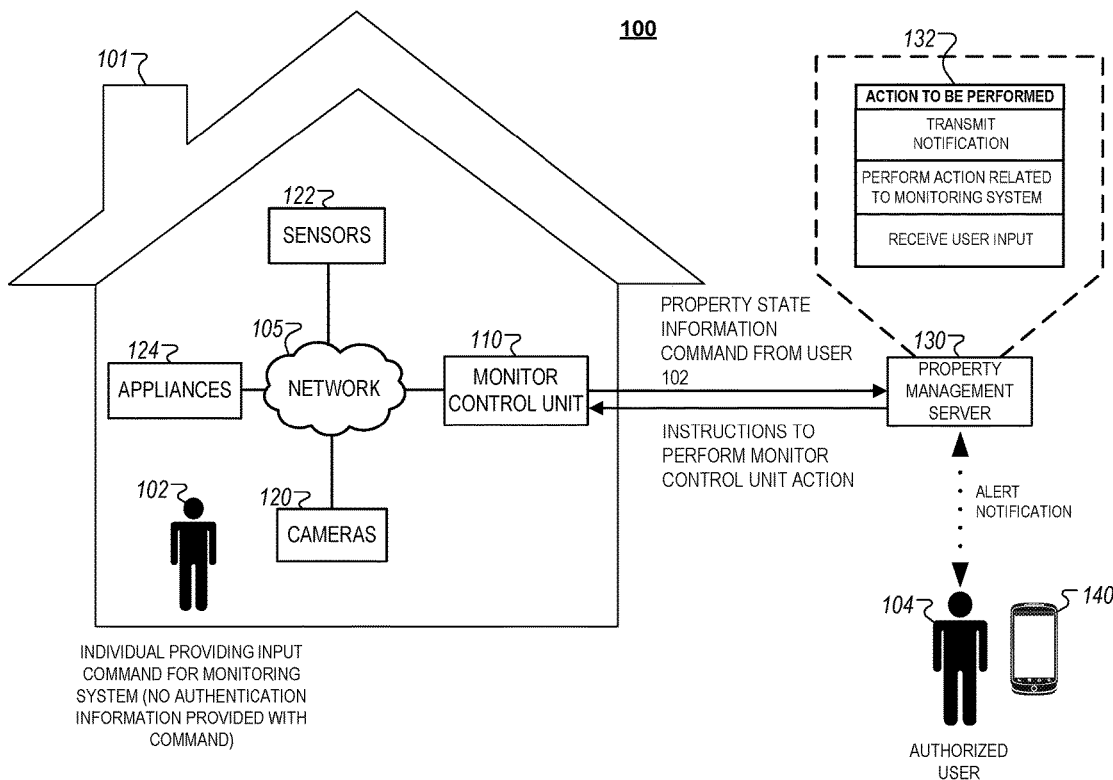 100
101
132
ACTION TO BE PERFORMED
TRANSMIT
NOTIFICATION
PERFORM ACTION RELATED
TO MONITORING SYSTEM
RECEIVE USER INPUT
122
SENSORS
105
NETWORK
124
APPLIANCES
110
MONITOR
CONTROL UNIT
120
CAMERAS
102
PROPERTY STATE
INFORMATION
COMMAND FROM USER
102
INSTRUCTIONS TO
PERFORM MONITOR
CONTROL UNIT ACTION
130
PROPERTY
MANAGEMENT
SERVER
ALERT
NOTIFICATION
104
140
AUTHORIZED
USER
INDIVIDUAL PROVIDING INPUT
COMMAND FOR MONITORING
SYSTEM (NO AUTHENTICATION
INFORMATION PROVIDED WITH
COMMAND)